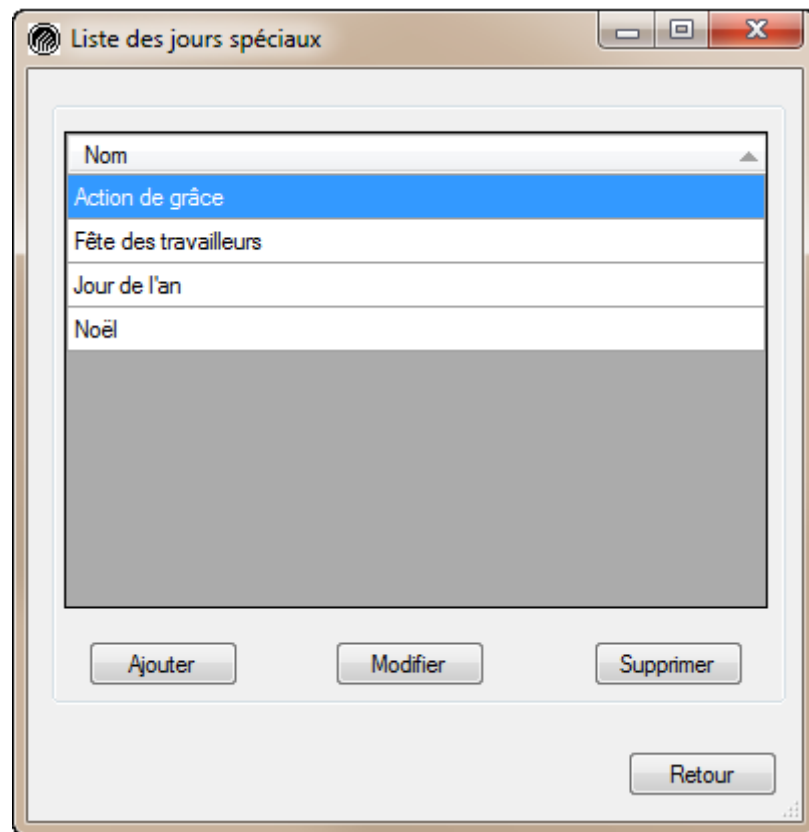 Liste des jours spéciaux
Nom
Action de grâce
Fête des travailleurs
Jour de l'an
Noël
Ajouter Modifier Supprimer
Retour